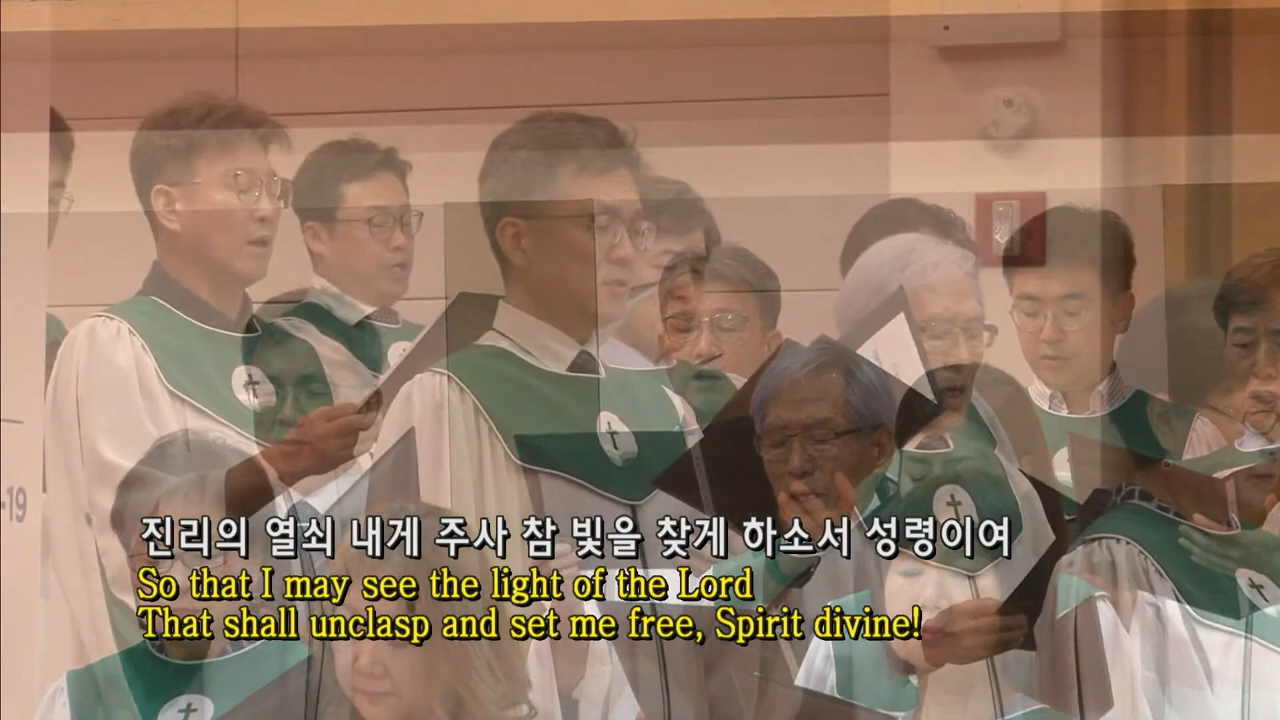 -19
진리의 열쇠 내게 주사 참 빛을 찾게 하소서 성령이여
So that I may see the light of the Lord
That shall unclasp and set me free, Spirit divine!